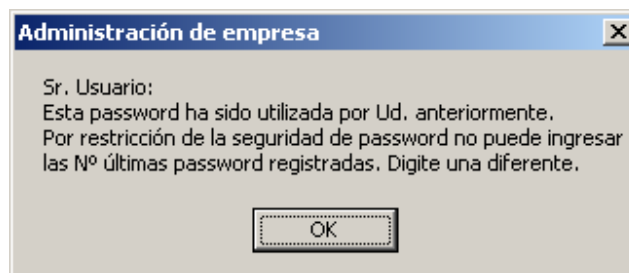 Administración de empresa
Sr. Usuario:
Esta password ha sido utilizada por Ud. anteriormente.
Por restricción de la seguridad de password no puede ingresar
las Nº últimas password registradas. Digite una diferente.
OK